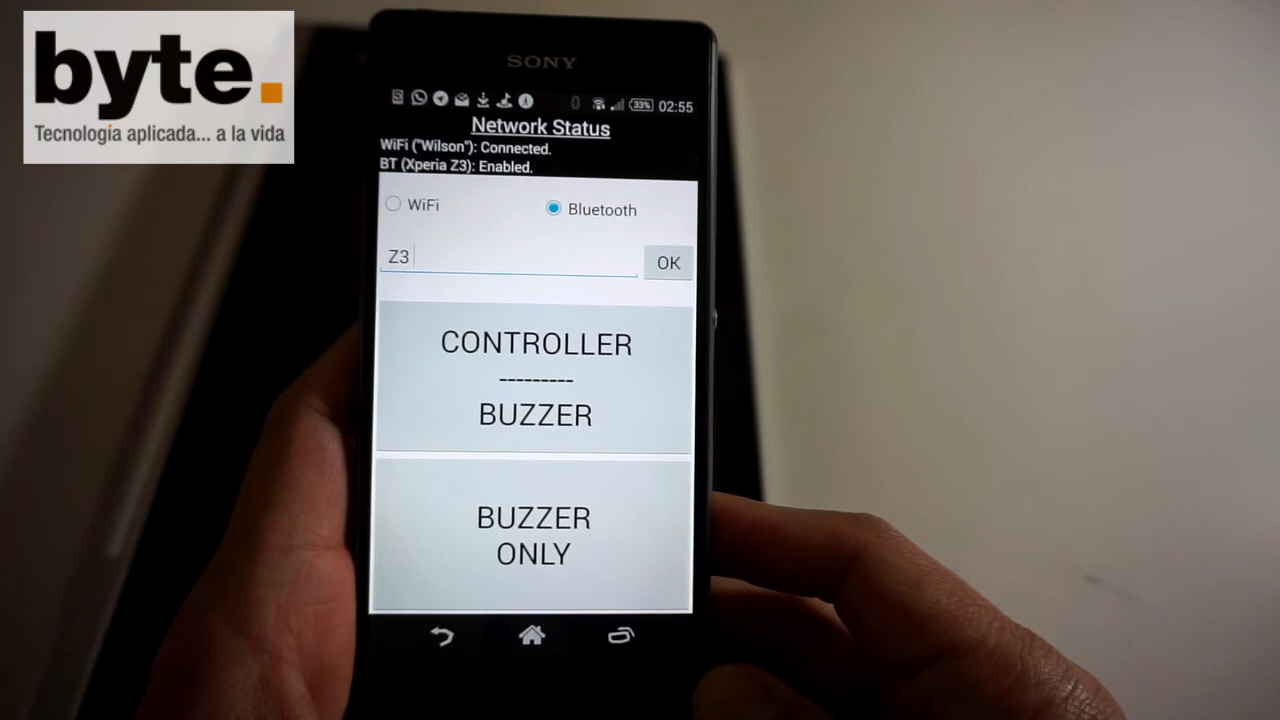 byte.
Tecnología aplicada... a la vida
SONY
33% 02:55
Network Status
WiFi ("Wilson"): Connected.
BT (Xperia Z3): Enabled.
WiFi
Bluetooth
Z3
OK
CONTROLLER
---------
BUZZER
BUZZER
ONLY